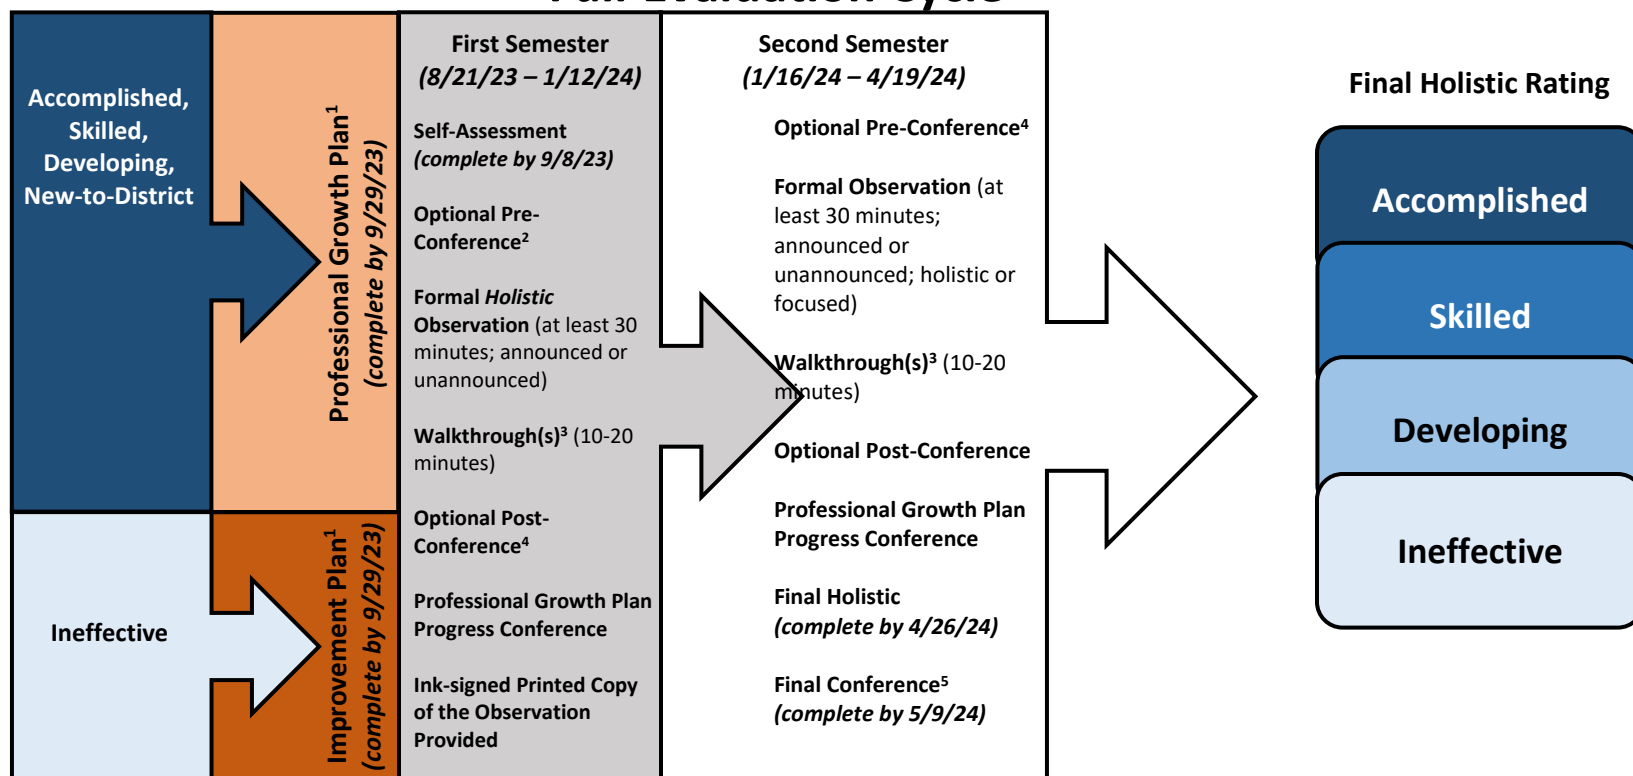 Accomplished,
Skilled,
Developing,
New-to-District
Ineffective
Professional Growth Plan¹
(complete by 9/29/23)
Improvement Plan¹
(complete by 9/29/23)
First Semester
(8/21/23 – 1/12/24)
Self-Assessment
(complete by 9/8/23)
Optional Pre-
Conference²
Formal Holistic
Observation (at least 30
minutes; announced or
unannounced)
Walkthrough(s)³ (10-20
minutes)
Optional Post-
Conference⁴
Professional Growth Plan
Progress Conference
Ink-signed Printed Copy
of the Observation
Provided
Second Semester
(1/16/24 – 4/19/24)
Optional Pre-Conference⁴
Formal Observation (at
least 30 minutes;
announced or
unannounced; holistic or
focused)
Walkthrough(s)³ (10-20
minutes)
Optional Post-Conference
Professional Growth Plan
Progress Conference
Final Holistic
(complete by 4/26/24)
Final Conference⁵
(complete by 5/9/24)
Final Holistic Rating
Accomplished
Skilled
Developing
Ineffective